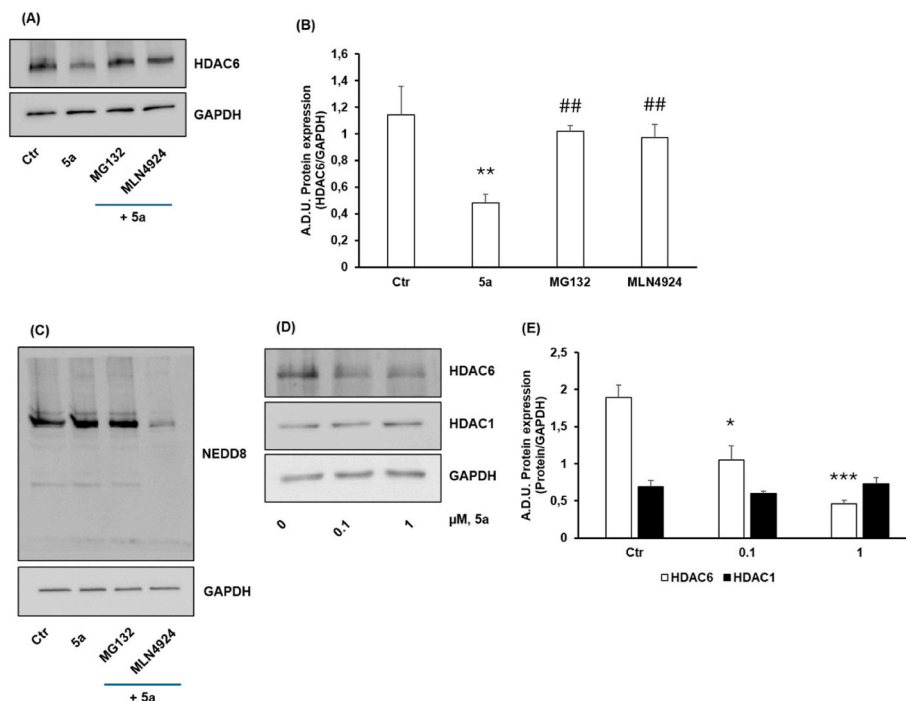 (A)
HDAC6
GAPDH
Ctr
5a
MG132
MLN4924
+ 5a
(B)
A.D.U. Protein expression
(HDAC6/GAPDH)
1,6
1,4
1,2
1
0,8
0,6
0,4
0,2
0
**
##
##
Ctr
5a
MG132
MLN4924
(C)
NEDD8
GAPDH
Ctr
5a
MG132
MLN4924
+ 5a
(D)
HDAC6
HDAC1
GAPDH
0
0.1
1
µM, 5a
(E)
A.D.U. Protein expression
(Protein/GAPDH)
2,5
2
1,5
1
0,5
0
*
***
Ctr
0.1
1
HDAC6
HDAC1